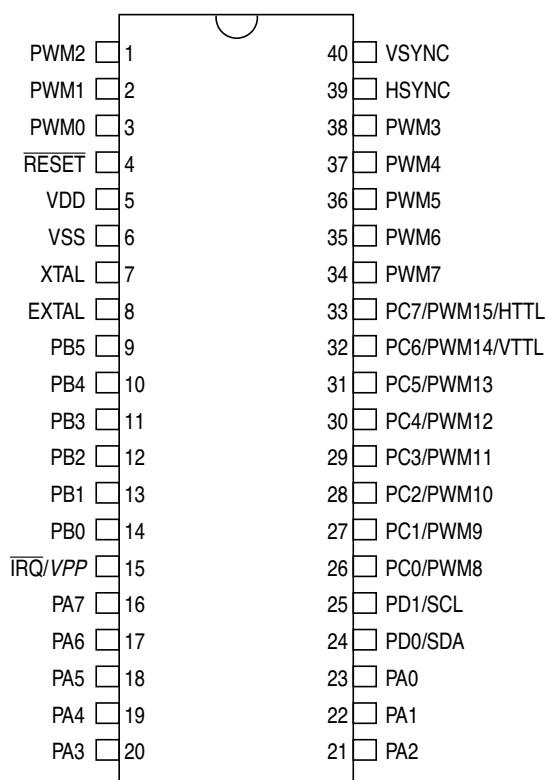 PWM2 1 40 VSYNC
PWM1 2 39 HSYNC
PWM0 3 38 PWM3
RESET 4 37 PWM4
VDD 5 36 PWM5
VSS 6 35 PWM6
XTAL 7 34 PWM7
EXTAL 8 33 PC7/PWM15/HTTL
PB5 9 32 PC6/PWM14/VTTL
PB4 10 31 PC5/PWM13
PB3 11 30 PC4/PWM12
PB2 12 29 PC3/PWM11
PB1 13 28 PC2/PWM10
PB0 14 27 PC1/PWM9
IRQ/VPP 15 26 PC0/PWM8
PA7 16 25 PD1/SCL
PA6 17 24 PD0/SDA
PA5 18 23 PA0
PA4 19 22 PA1
PA3 20 21 PA2